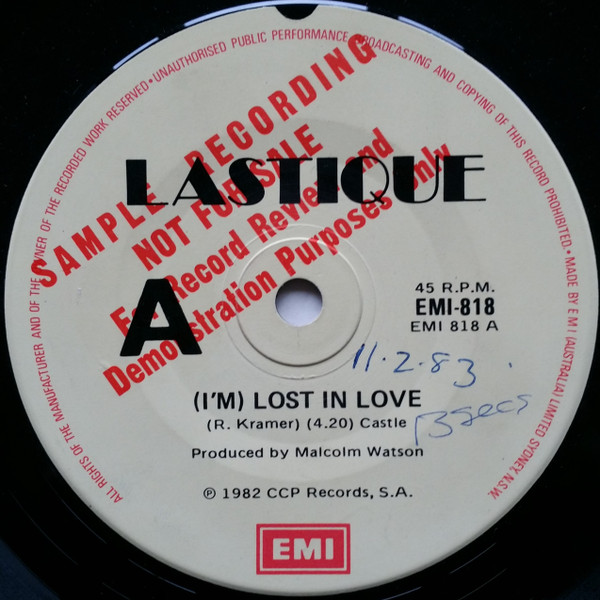 ALL RIGHTS OF THE MANUFACTURER AND OF THE OWNER OF THE RECORDED WORK RESERVED • UNAUTHORISED PUBLIC PERFORMANCE BROADCASTING AND COPYING OF THIS RECORD PROHIBITED. • MADE BY EMI (AUSTRALIA) LIMITED SYDNEY, N.S.W.
SAMPLE RECORDING
NOT FOR SALE
For Record Review and
Demonstration Purposes Only
LASTIQUE
A
45 R.P.M.
EMI-818
EMI 818 A
11·2·83.
(I'M) LOST IN LOVE
(R. Kramer) (4.20) Castle
13 secs
Produced by Malcolm Watson
℗ 1982 CCP Records, S.A.
EMI